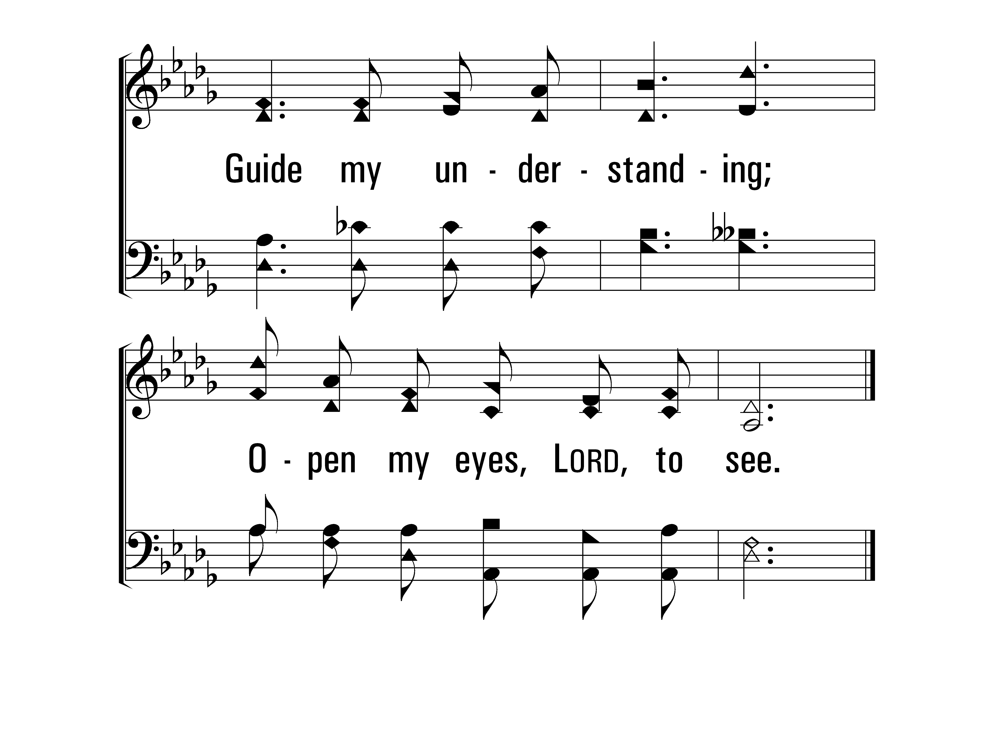 Guide my un - der - stand - ing;
O - pen my eyes, LORD, to see.